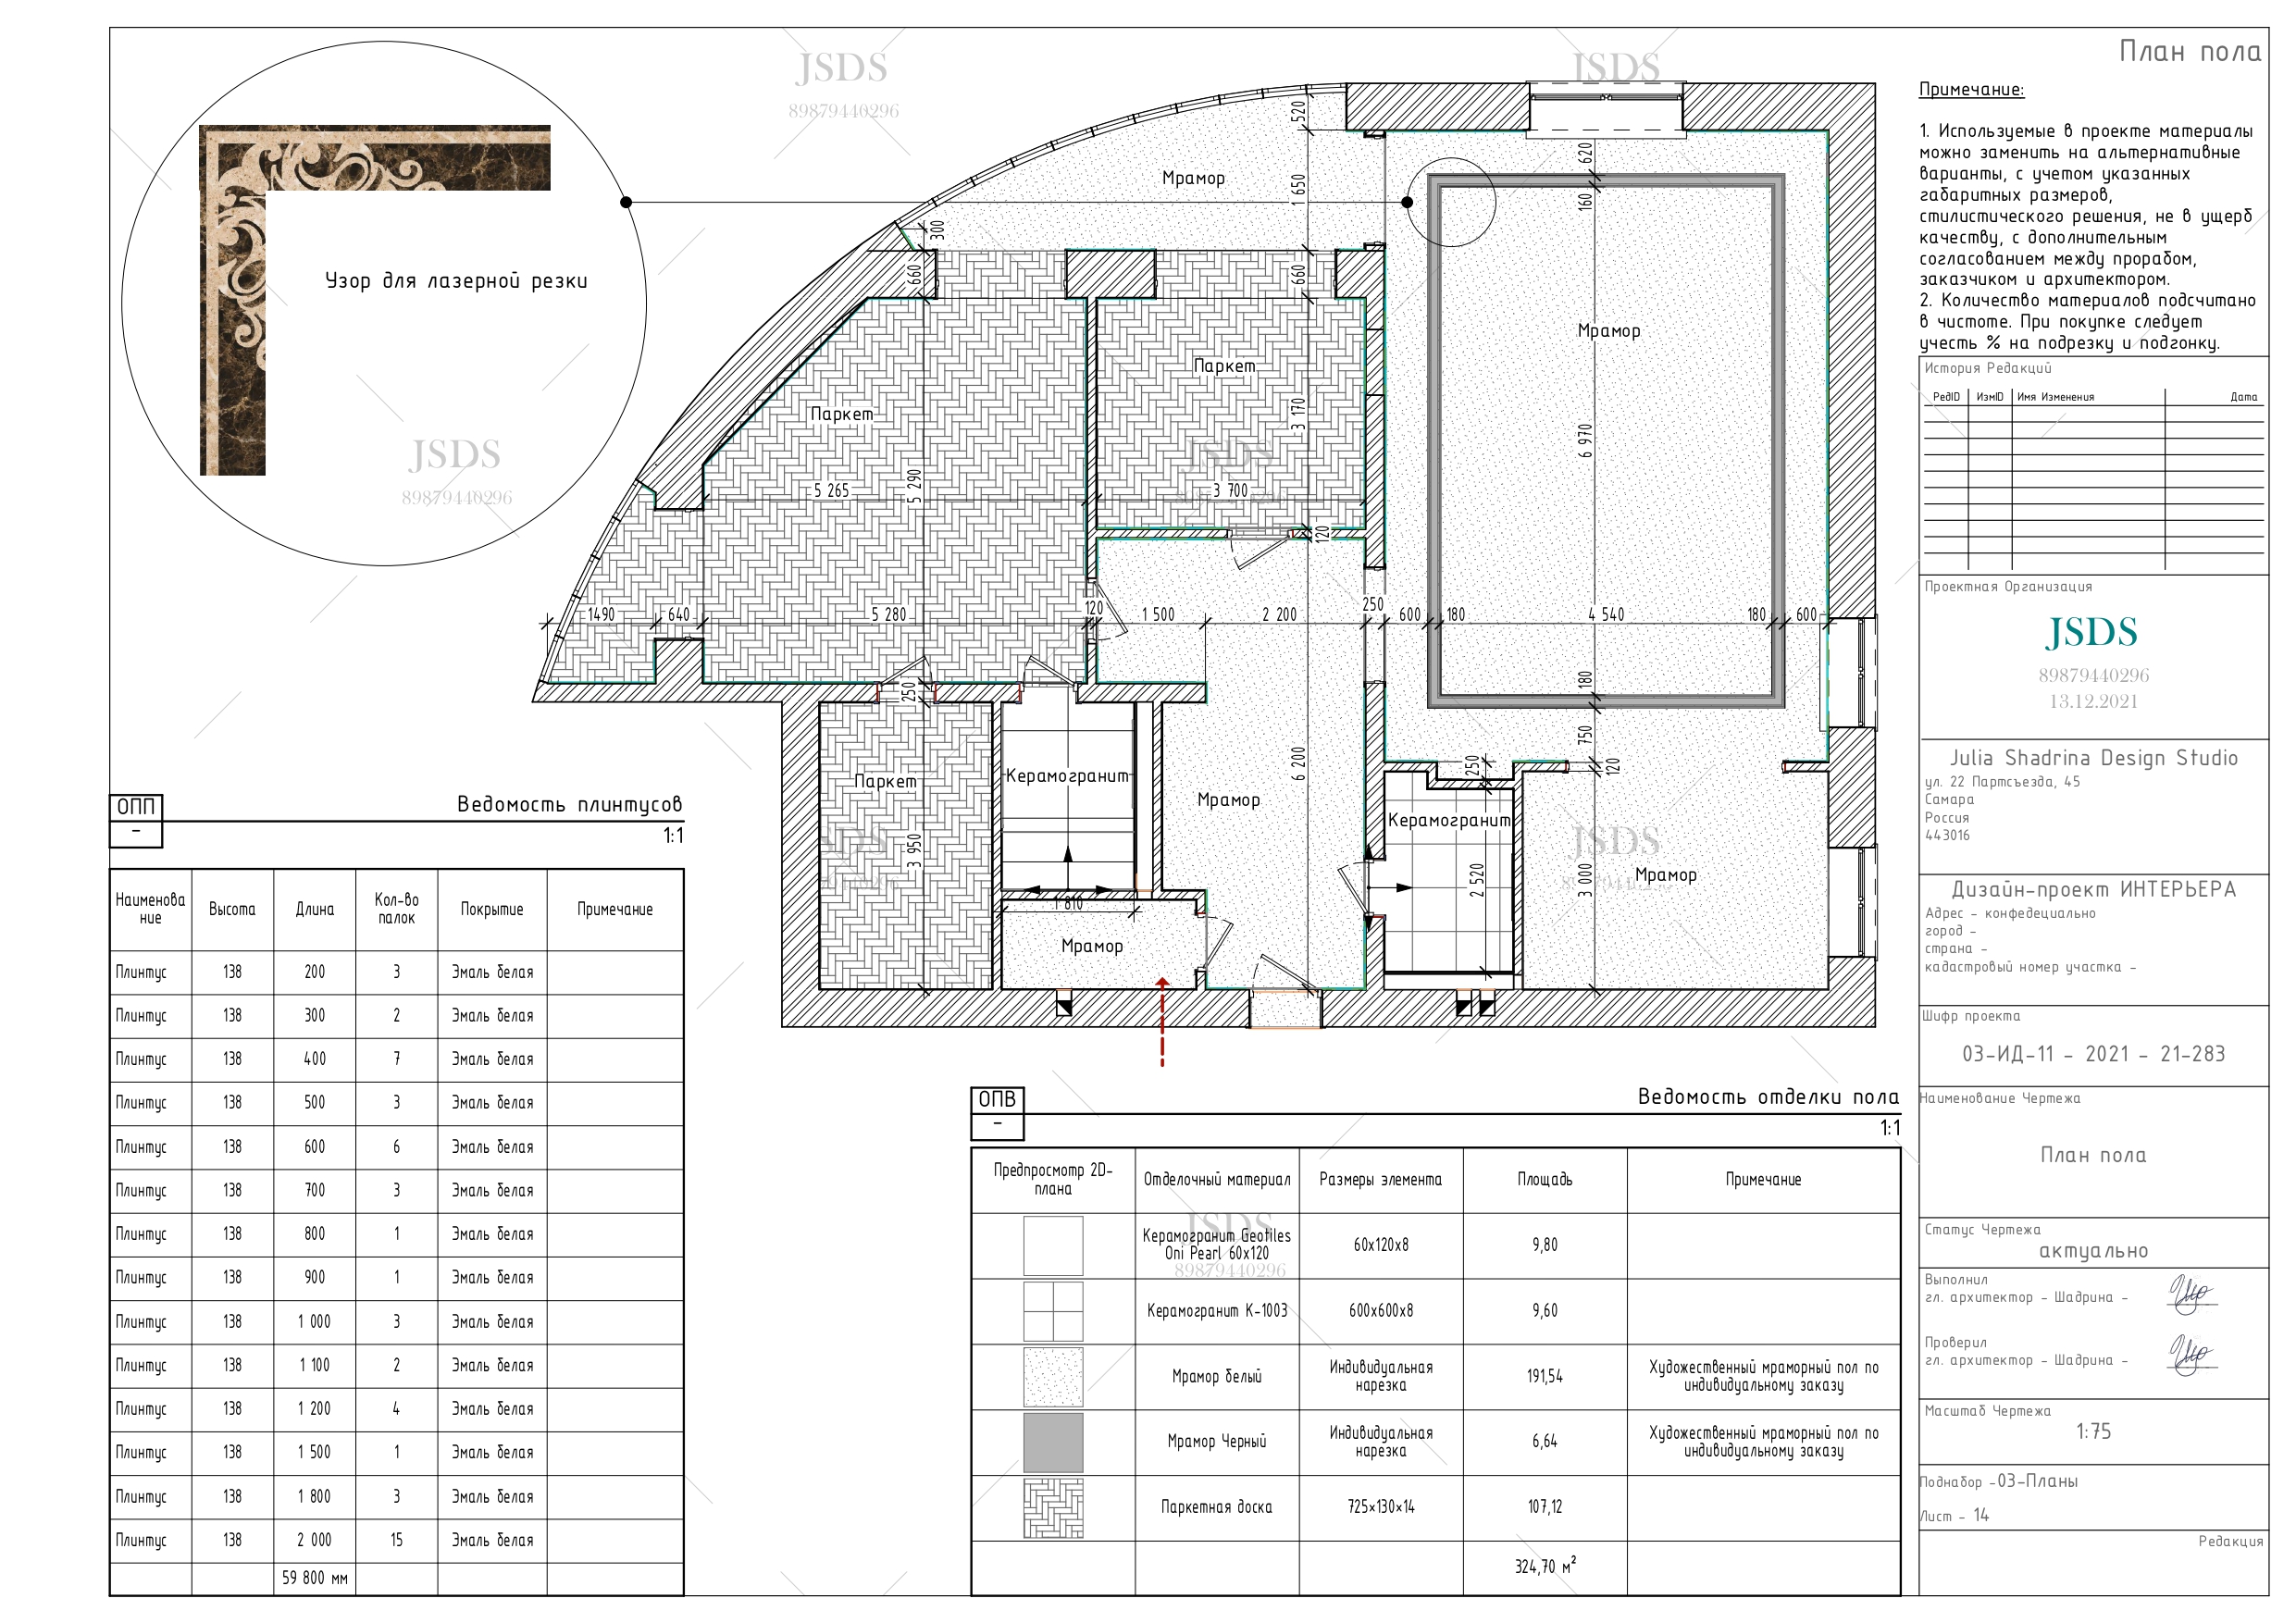 План пола
Примечание:
1. Используемые в проекте материалы
можно заменить на альтернативные
варианты, с учетом указанных
габаритных размеров,
стилистического решения, не в ущерб
качеству, с дополнительным
согласованием между прорабом,
заказчиком и архитектором.
2. Количество материалов подсчитано
в чистоте. При покупке следует
учесть % на подрезку и подгонку.
История Редакций
РедID ИзмID Имя Изменения Дата
Проектная Организация
JSDS
89879440296
13.12.2021
Julia Shadrina Design Studio
ул. 22 Партсъезда, 45
Самара
Россия
443016
Дизайн-проект ИНТЕРЬЕРА
Адрес - конфедециально
город -
страна -
кадастровый номер участка -
Шифр проекта
03-ИД-11 - 2021 - 21-283
Наименование Чертежа
План пола
Статус Чертежа
актуально
Выполнил
гл. архитектор - Шадрина -
Проверил
гл. архитектор - Шадрина -
Масштаб Чертежа
1:75
Поднабор -03-Планы
Лист - 14
Редакция
JSDS
89879440296
JSDS
JSDS
89879440296
JSDS
JSDS
JSDS
JSDS
89879440296
Узор для лазерной резки
Мрамор
Мрамор
Паркет
Паркет
Паркет
Керамогранит
Мрамор
Керамогранит
Мрамор
Мрамор
520
1 650
620
160
300
660
660
6 970
3 170
5 265
5 290
3 700
120
1490 640 5 280 120 1 500 2 200 250 600 180 4 540 180 600
180
250
750
120
250
6 200
3 950
2 520
3 000
1 810
ОПП
-
Ведомость плинтусов
1:1
Наименова
ние
Высота
Длина
Кол-во
палок
Покрытие
Примечание
Плинтус 138 200 3 Эмаль белая
Плинтус 138 300 2 Эмаль белая
Плинтус 138 400 7 Эмаль белая
Плинтус 138 500 3 Эмаль белая
Плинтус 138 600 6 Эмаль белая
Плинтус 138 700 3 Эмаль белая
Плинтус 138 800 1 Эмаль белая
Плинтус 138 900 1 Эмаль белая
Плинтус 138 1 000 3 Эмаль белая
Плинтус 138 1 100 2 Эмаль белая
Плинтус 138 1 200 4 Эмаль белая
Плинтус 138 1 500 1 Эмаль белая
Плинтус 138 1 800 3 Эмаль белая
Плинтус 138 2 000 15 Эмаль белая
59 800 мм
ОПВ
-
Ведомость отделки пола
1:1
Предпросмотр 2D-
плана
Отделочный материал
Размеры элемента
Площадь
Примечание
Керамогранит Geotiles
Oni Pearl 60x120
60x120x8
9,80
Керамогранит К-1003
600x600x8
9,60
Мрамор белый
Индивидуальная
нарезка
191,54
Художественный мраморный пол по
индивидуальному заказу
Мрамор Черный
Индивидуальная
нарезка
6,64
Художественный мраморный пол по
индивидуальному заказу
Паркетная доска
725×130×14
107,12
324,70 м²